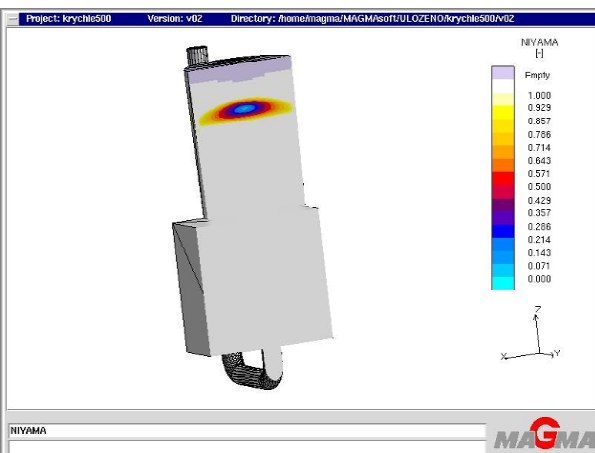 Project: krychle500 Version: v02 Directory: /home/magma/MAGMAsoft/ULOZENO/krychle500/v02
NIYAMA
[-]
Empty
1.000
0.929
0.857
0.786
0.714
0.643
0.571
0.500
0.429
0.357
0.286
0.214
0.143
0.071
0.000
Z
X
Y
NIYAMA
MAGMA